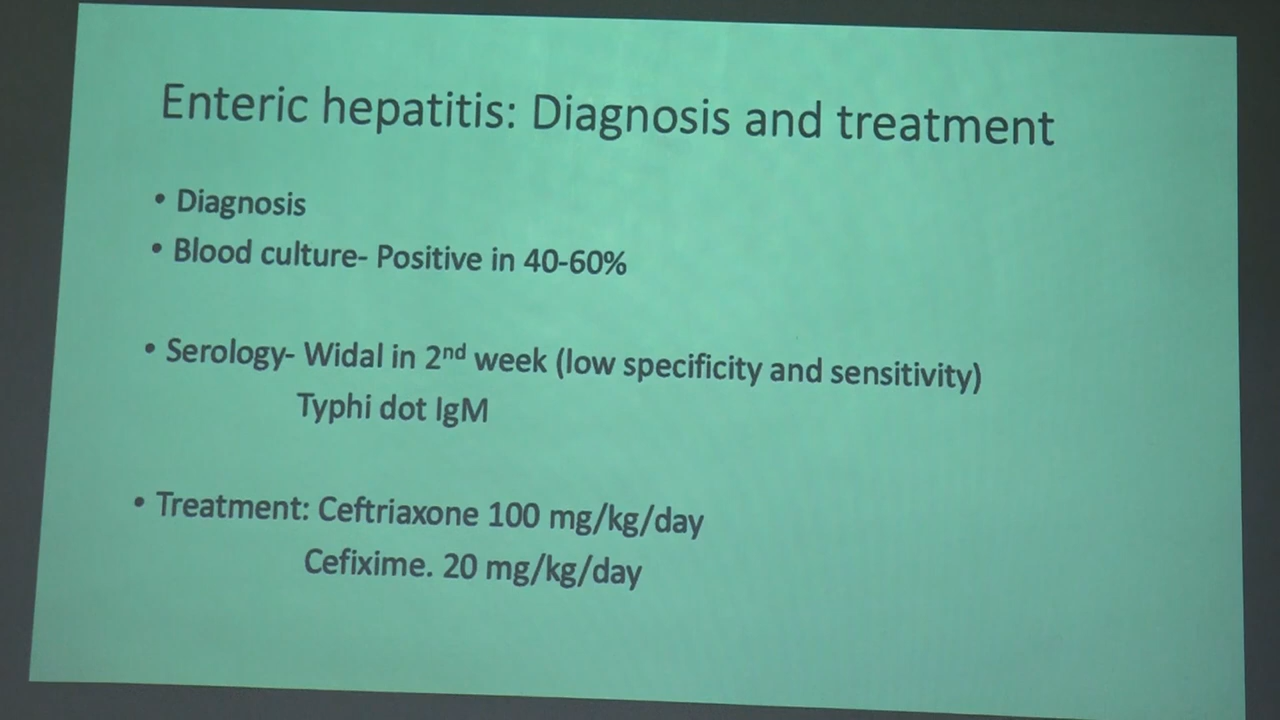 Enteric hepatitis: Diagnosis and treatment
• Diagnosis
• Blood culture- Positive in 40-60%
• Serology- Widal in 2nd week (low specificity and sensitivity)
Typhi dot IgM
• Treatment: Ceftriaxone 100 mg/kg/day
Cefixime. 20 mg/kg/day